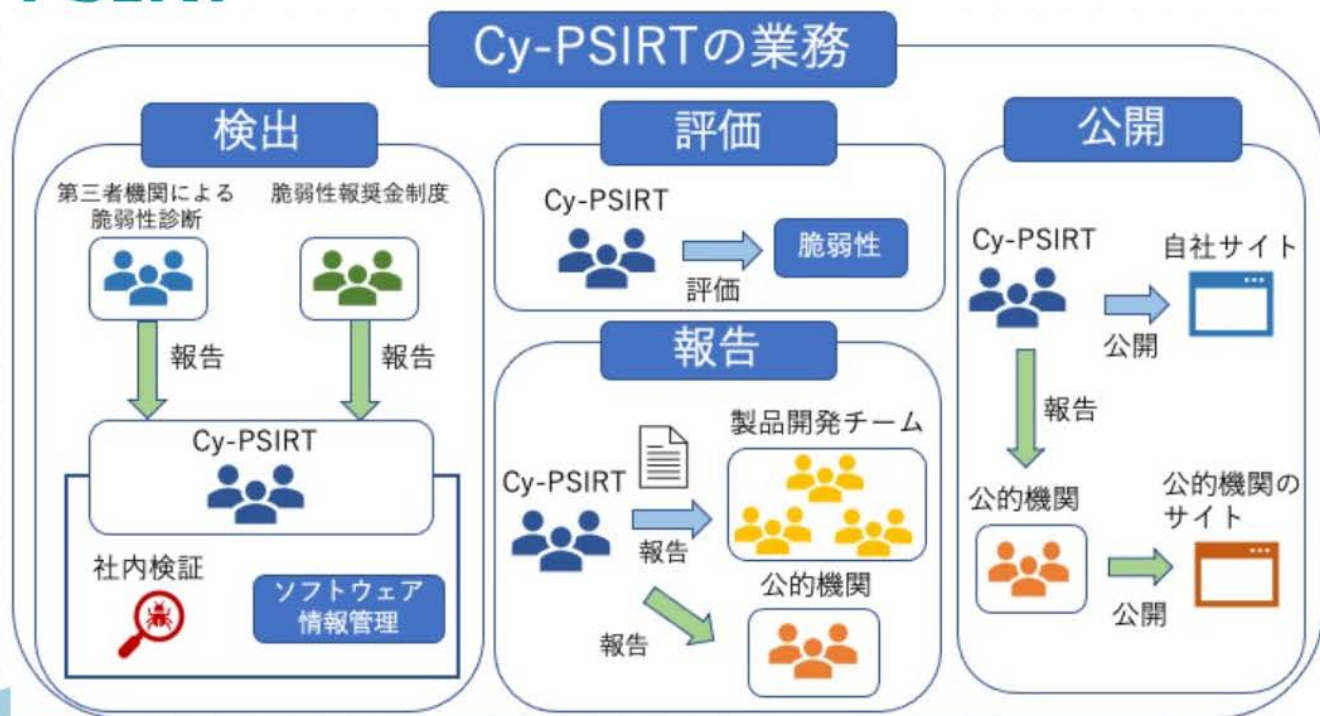 PSIRT
Cy-PSIRTの業務
検出
第三者機関による
脆弱性診断
脆弱性報奨金制度
報告
報告
Cy-PSIRT
社内検証
ソフトウェア
情報管理
評価
Cy-PSIRT
評価
脆弱性
報告
Cy-PSIRT
報告
製品開発チーム
報告
公的機関
公開
Cy-PSIRT
公開
自社サイト
報告
公的機関
公開
公的機関の
サイト